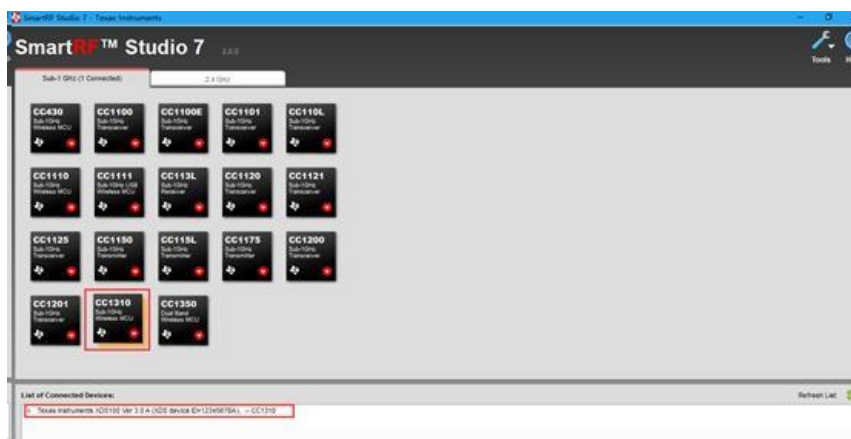 SmartRF Studio 7 - Texas Instruments
SmartRF™ Studio 7
Tools
Sub-1 GHz (1 Connected)
2.4 GHz
CC430
Sub-1GHz
Wireless MCU
CC1100
Sub-1GHz
Transceiver
CC1100E
Sub-1GHz
Transceiver
CC1101
Sub-1GHz
Transceiver
CC110L
Sub-1GHz
Transceiver
CC1110
Sub-1GHz
Wireless MCU
CC1111
Sub-1GHz USB
Wireless MCU
CC113L
Sub-1GHz
Receiver
CC1120
Sub-1GHz
Transceiver
CC1121
Sub-1GHz
Transceiver
CC1125
Sub-1GHz
Transceiver
CC1150
Sub-1GHz
Transmitter
CC115L
Sub-1GHz
Transmitter
CC1175
Sub-1GHz
Transmitter
CC1200
Sub-1GHz
Transceiver
CC1201
Sub-1GHz
Transceiver
CC1310
Sub-1GHz
Wireless MCU
CC1350
Dual Band
Wireless MCU
List of Connected Devices:
Refresh List
Texas Instruments XDS100 Ver 3.0 A (XDS device ID=12345678A), -> CC1310